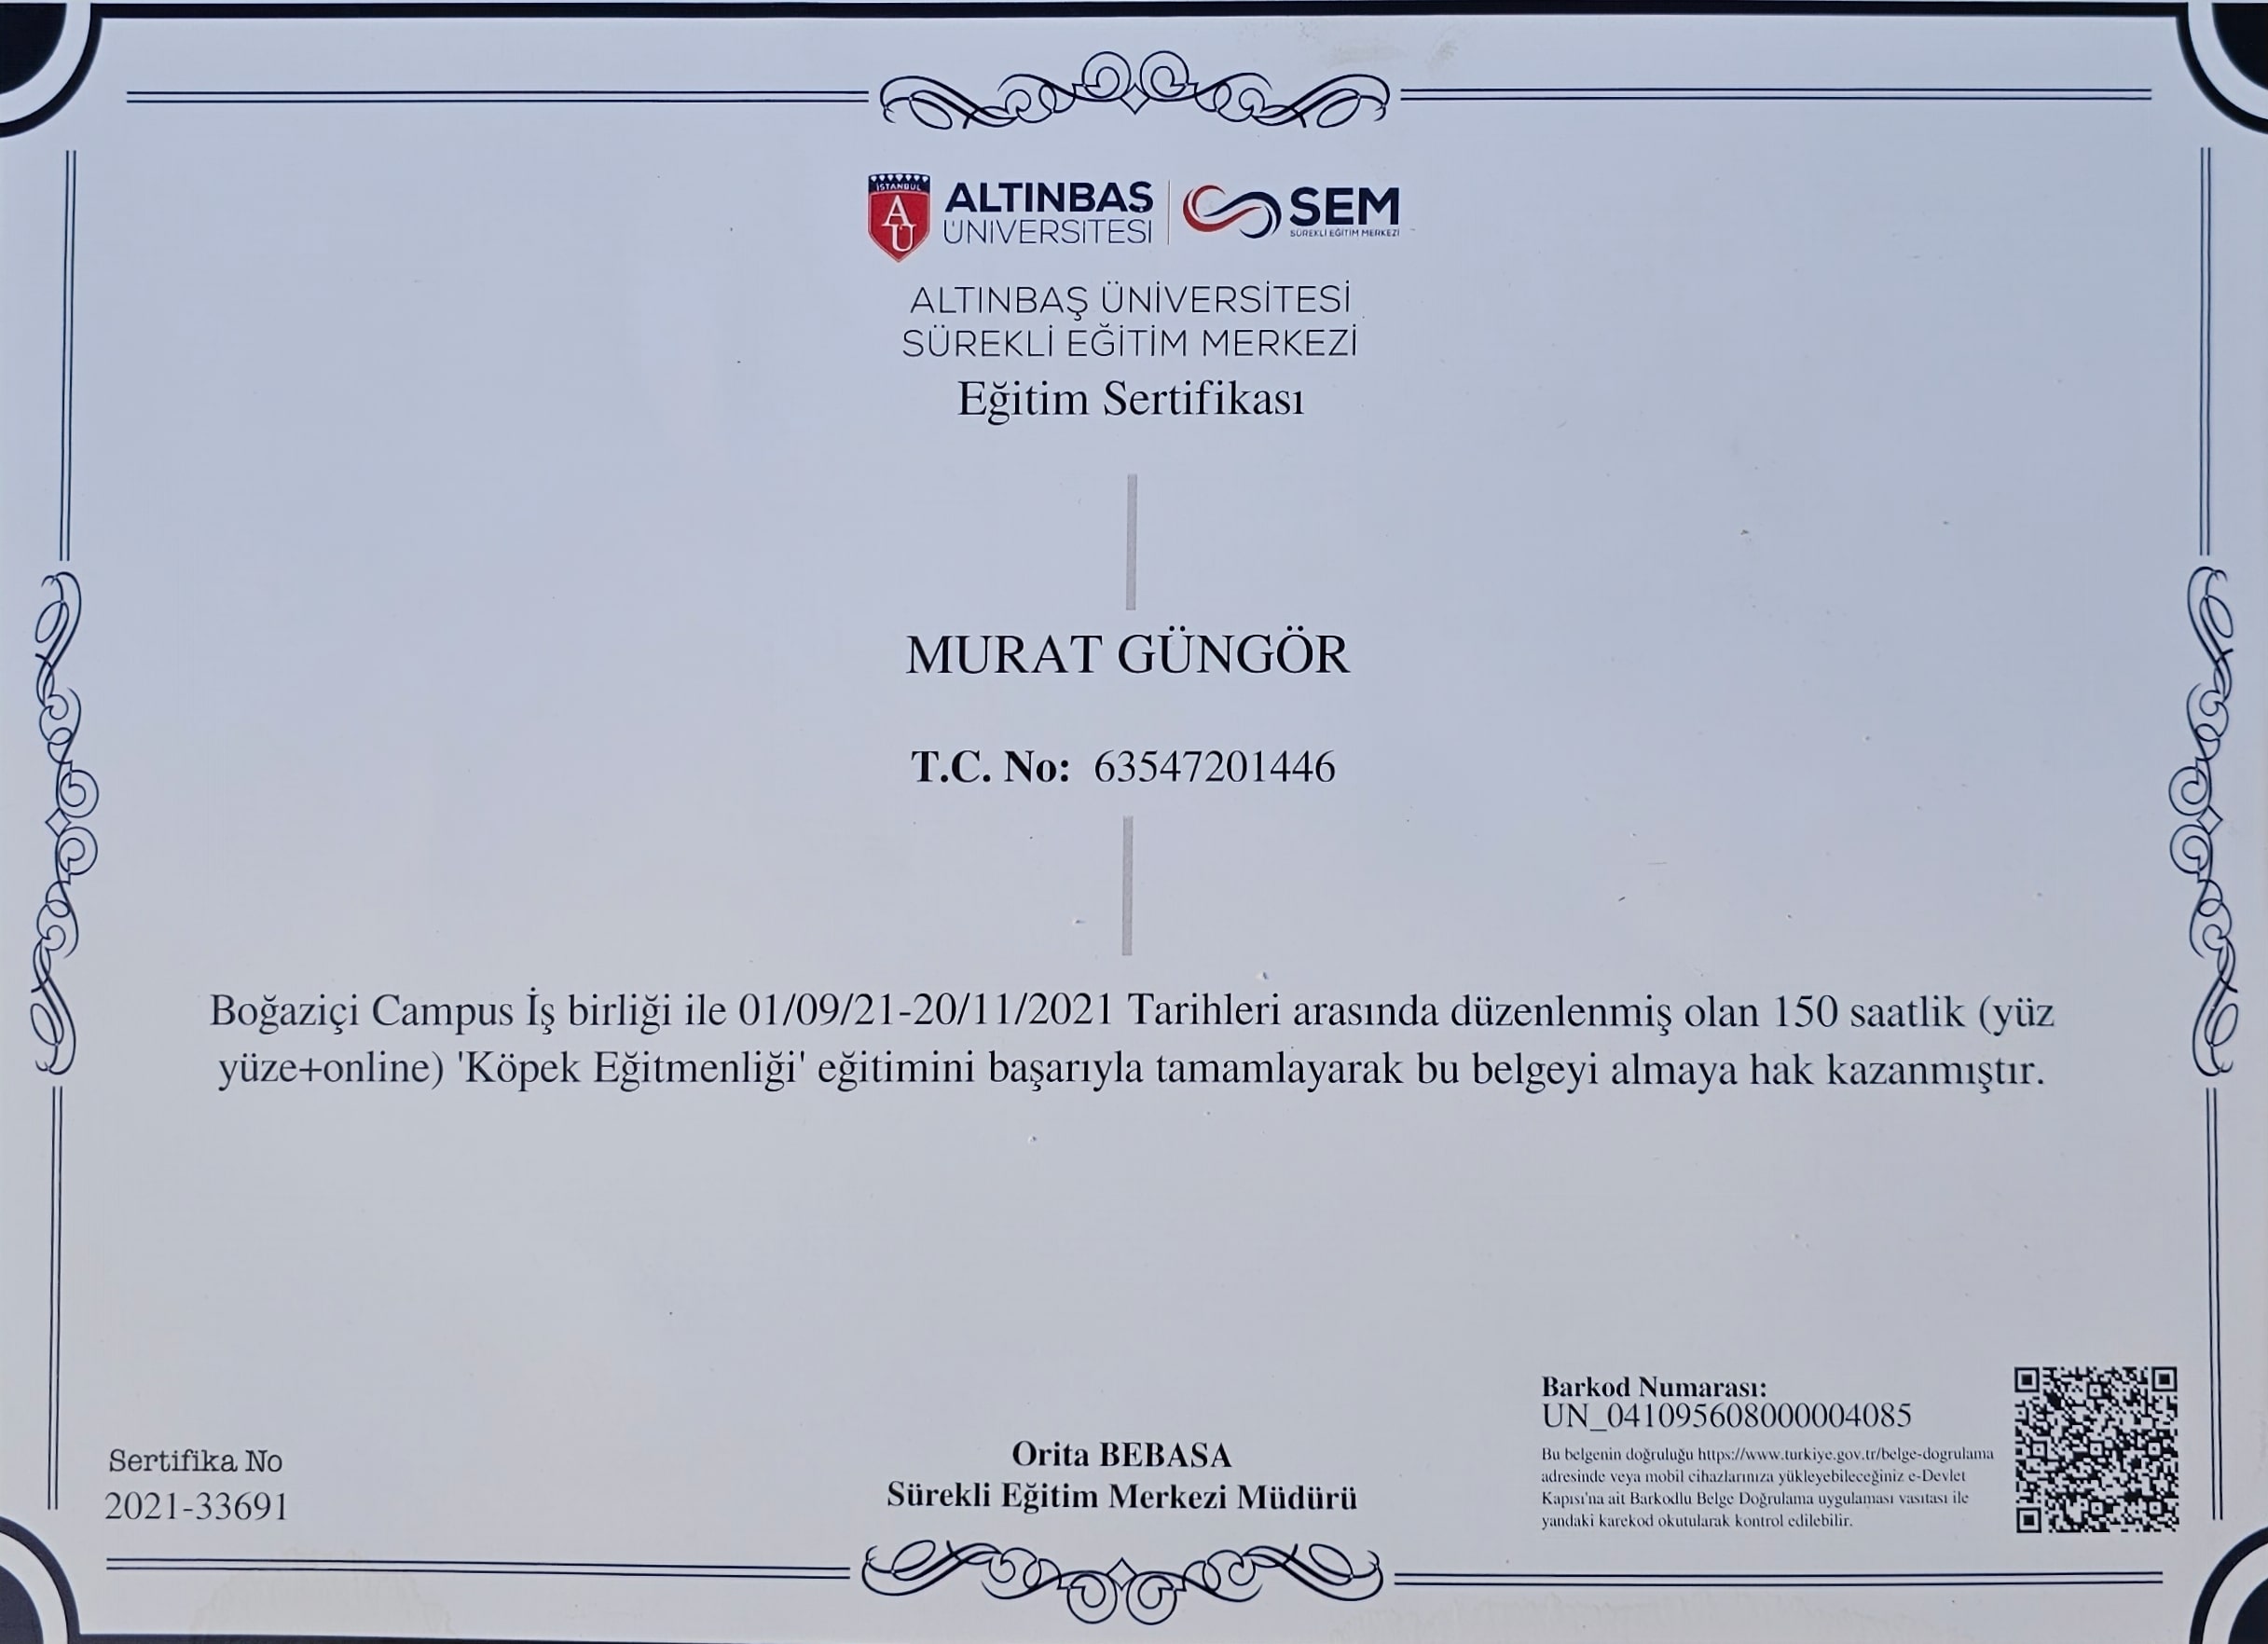 İSTANBUL
AU
ALTINBAŞ
ÜNİVERSİTESİ
SEM
SÜREKLİ EĞİTİM MERKEZİ
ALTINBAŞ ÜNİVERSİTESİ
SÜREKLİ EĞİTİM MERKEZİ
Eğitim Sertifikası
MURAT GÜNGÖR
T.C. No: 63547201446
Boğaziçi Campus İş birliği ile 01/09/21-20/11/2021 Tarihleri arasında düzenlenmiş olan 150 saatlik (yüz
yüze+online) 'Köpek Eğitmenliği' eğitimini başarıyla tamamlayarak bu belgeyi almaya hak kazanmıştır.
Sertifika No
2021-33691
Orita BEBASA
Sürekli Eğitim Merkezi Müdürü
Barkod Numarası:
UN_041095608000004085
Bu belgenin doğruluğu https://www.turkiye.gov.tr/belge-dogrulama
adresinde veya mobil cihazlarınıza yükleyebileceğiniz e-Devlet
Kapısı'na ait Barkodlu Belge Doğrulama uygulaması vasıtası ile
yandaki karekod okutularak kontrol edilebilir.